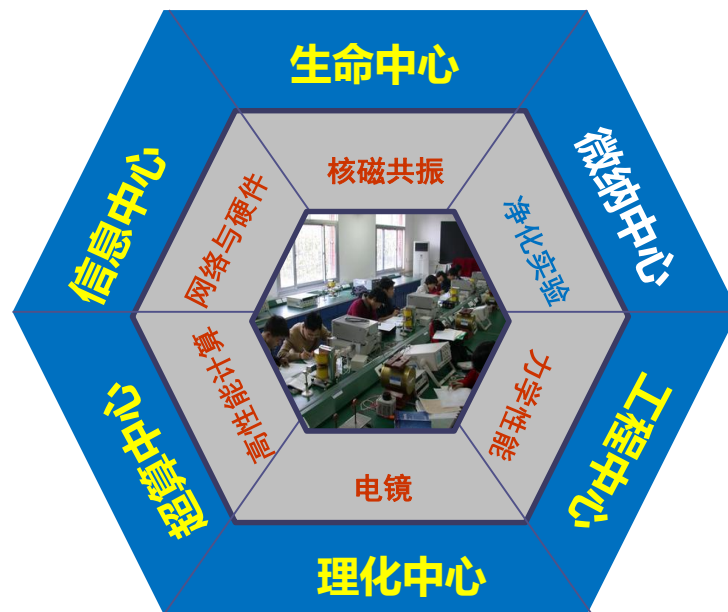 生命中心
微纳中心
工程中心
理化中心
超算中心
信息中心
核磁共振
净化实验
力学性能
电镜
高性能计算
网络与硬件